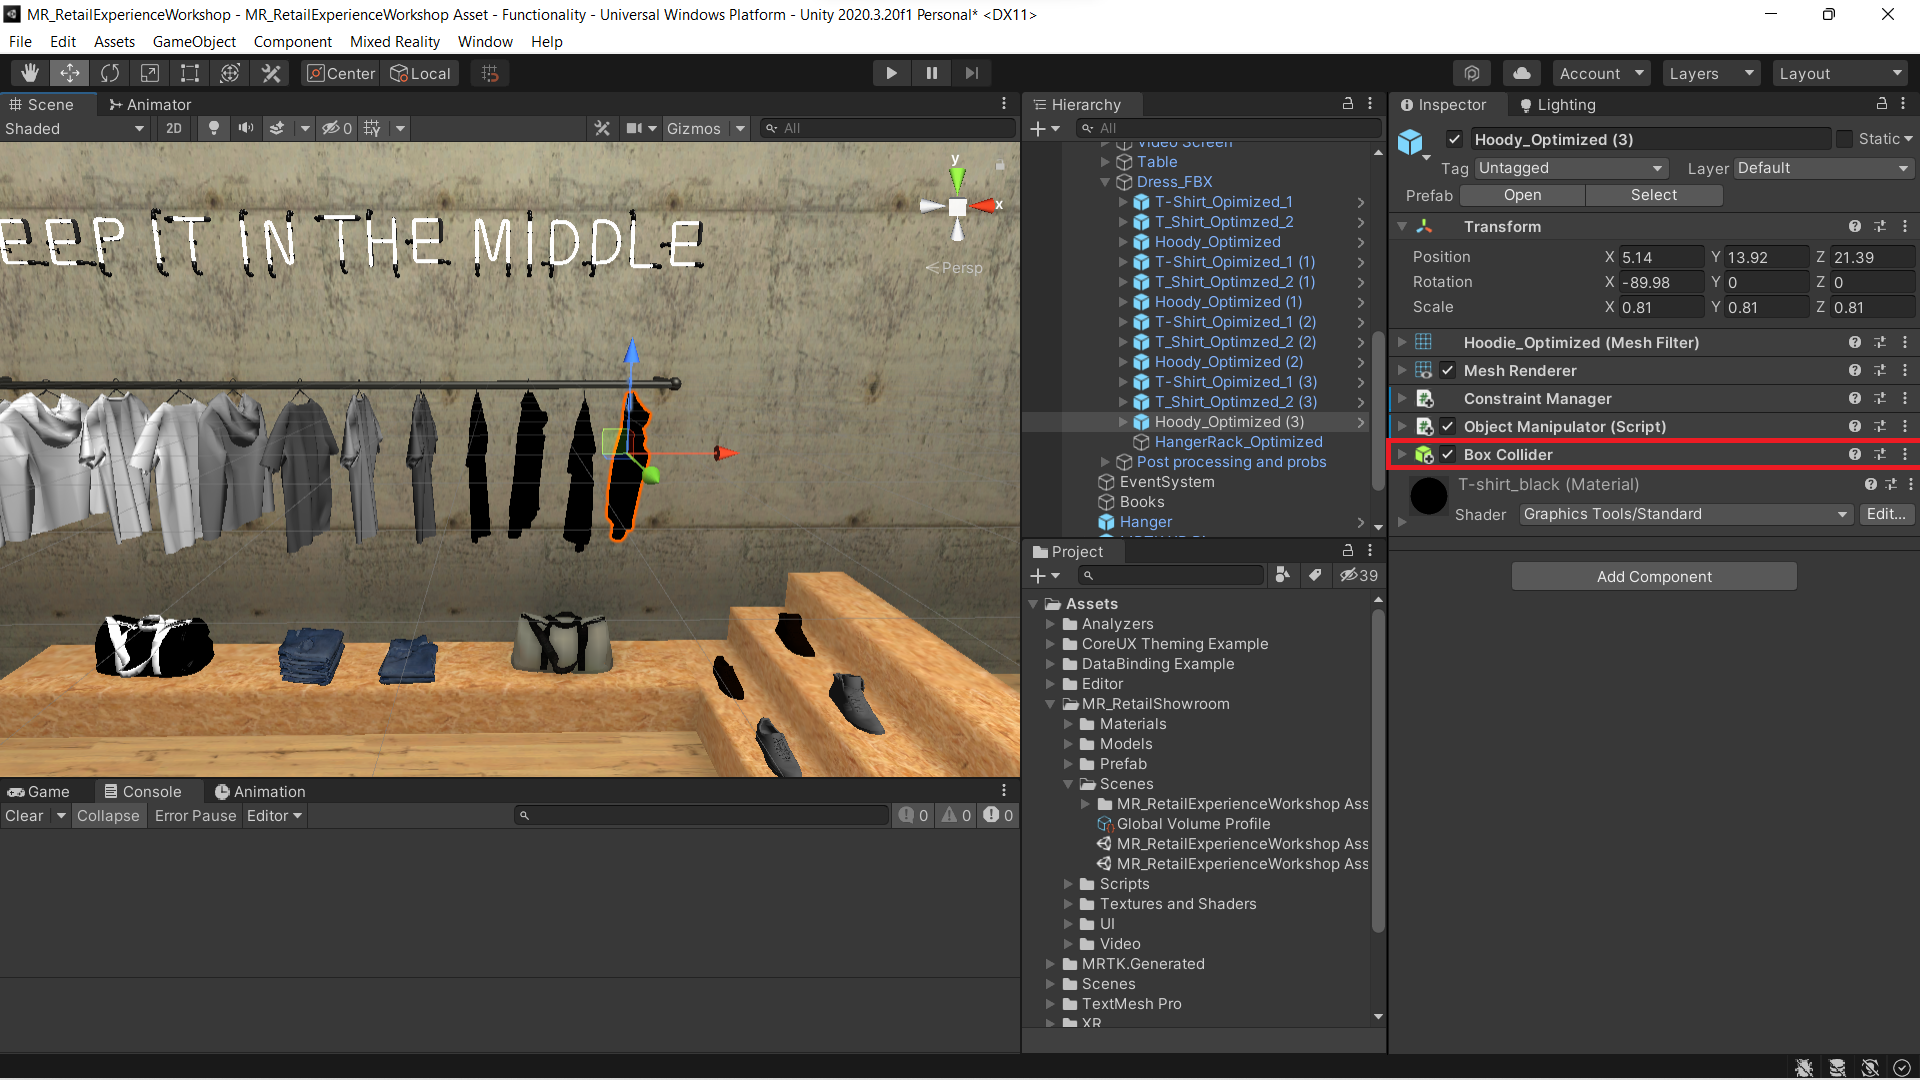 MR_RetailExperienceWorkshop - MR_RetailExperienceWorkshop Asset - Functionality - Universal Windows Platform - Unity 2020.3.20f1 Personal* <DX11>
File Edit Assets GameObject Component Mixed Reality Window Help
Center Local
Account Layers Layout
Scene Animator
Shaded 2D 0 Gizmos All
EEP IT IN THE MIDDLE
y
x
Persp
Game Console Animation
Clear Collapse Error Pause Editor 0 0 0
Hierarchy
All
Video Screen
Table
Dress_FBX
T-Shirt_Opimized_1
T_Shirt_Optimzed_2
Hoody_Optimized
T-Shirt_Opimized_1 (1)
T_Shirt_Optimzed_2 (1)
Hoody_Optimized (1)
T-Shirt_Opimized_1 (2)
T_Shirt_Optimzed_2 (2)
Hoody_Optimized (2)
T-Shirt_Opimized_1 (3)
T_Shirt_Optimzed_2 (3)
Hoody_Optimized (3)
HangerRack_Optimized
Post processing and probs
EventSystem
Books
Hanger
Project
39
Assets
Analyzers
CoreUX Theming Example
DataBinding Example
Editor
MR_RetailShowroom
Materials
Models
Prefab
Scenes
MR_RetailExperienceWorkshop Ass
Global Volume Profile
MR_RetailExperienceWorkshop Ass
MR_RetailExperienceWorkshop Ass
Scripts
Textures and Shaders
UI
Video
MRTK.Generated
Scenes
TextMesh Pro
XR
Inspector Lighting
Hoody_Optimized (3) Static
Tag Untagged Layer Default
Prefab Open Select
Transform
Position X 5.14 Y 13.92 Z 21.39
Rotation X -89.98 Y 0 Z 0
Scale X 0.81 Y 0.81 Z 0.81
Hoodie_Optimized (Mesh Filter)
Mesh Renderer
Constraint Manager
Object Manipulator (Script)
Box Collider
T-shirt_black (Material)
Shader Graphics Tools/Standard Edit...
Add Component